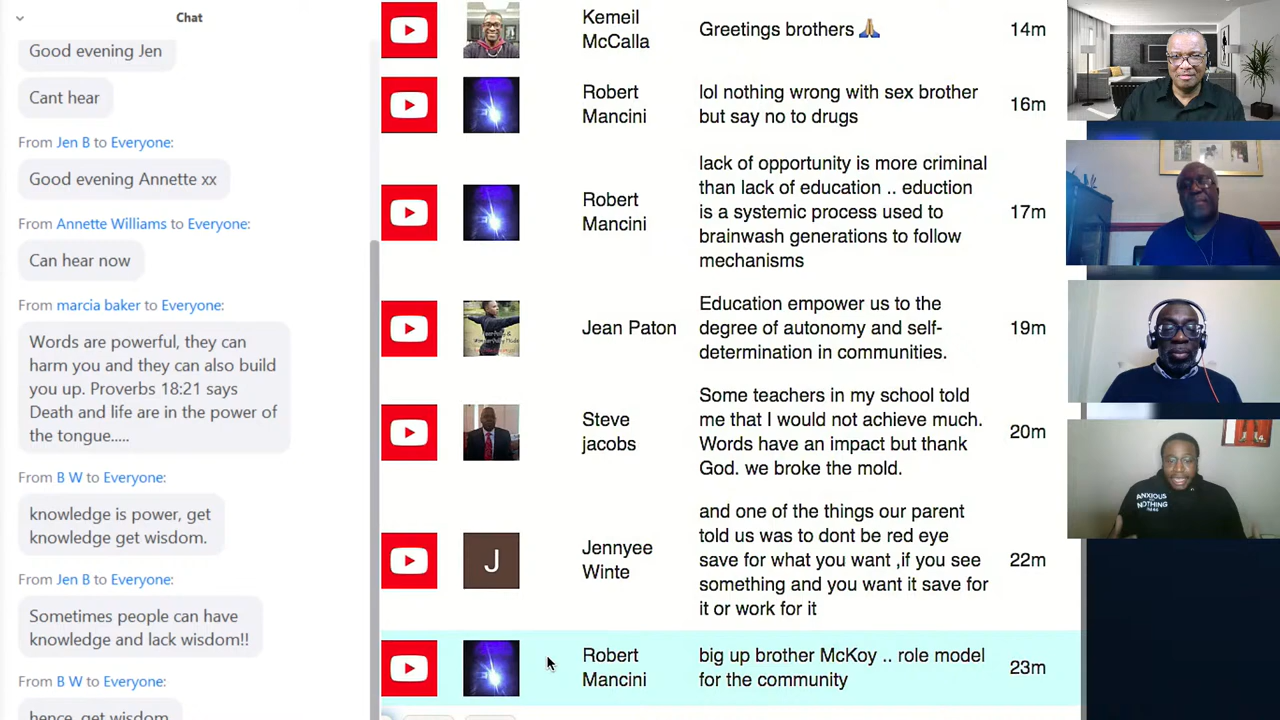 Chat
Good evening Jen
Cant hear
From Jen B to Everyone:
Good evening Annette xx
From Annette Williams to Everyone:
Can hear now
From marcia baker to Everyone:
Words are powerful, they can
harm you and they can also build
you up. Proverbs 18:21 says
Death and life are in the power of
the tongue.....
From B W to Everyone:
knowledge is power, get
knowledge get wisdom.
From Jen B to Everyone:
Sometimes people can have
knowledge and lack wisdom!!
From B W to Everyone:
hence, get wisdom
Kemeil
McCalla
Greetings brothers 🙏
14m
Robert
Mancini
lol nothing wrong with sex brother
but say no to drugs
16m
Robert
Mancini
lack of opportunity is more criminal
than lack of education .. eduction
is a systemic process used to
brainwash generations to follow
mechanisms
17m
Jean Paton
Education empower us to the
degree of autonomy and self-
determination in communities.
19m
Steve
jacobs
Some teachers in my school told
me that I would not achieve much.
Words have an impact but thank
God. we broke the mold.
20m
J
Jennyee
Winte
and one of the things our parent
told us was to dont be red eye
save for what you want ,if you see
something and you want it save for
it or work for it
22m
Robert
Mancini
big up brother McKoy .. role model
for the community
23m
ANXIOUS
NOTHING